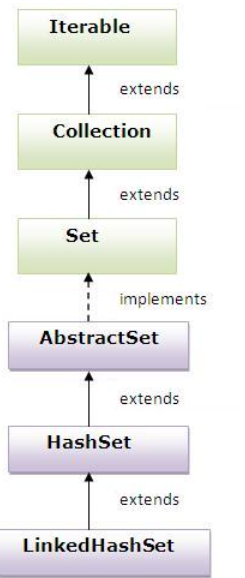 Iterable
extends
Collection
extends
Set
implements
AbstractSet
extends
HashSet
extends
LinkedHashSet